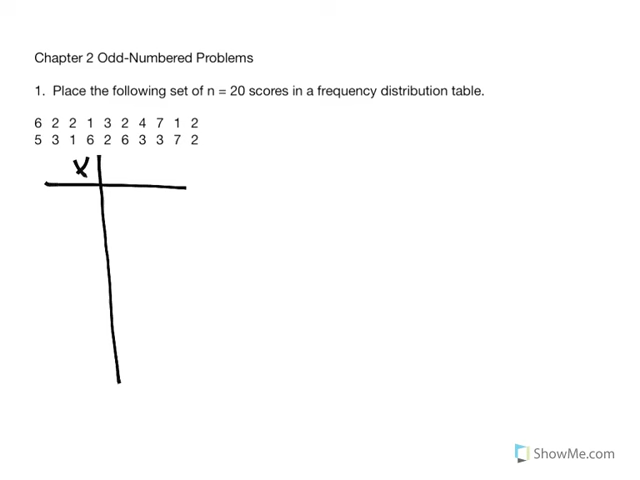 Chapter 2 Odd-Numbered Problems
1. Place the following set of n = 20 scores in a frequency distribution table.
6 2 2 1 3 2 4 7 1 2
5 3 1 6 2 6 3 3 7 2
X
ShowMe.com